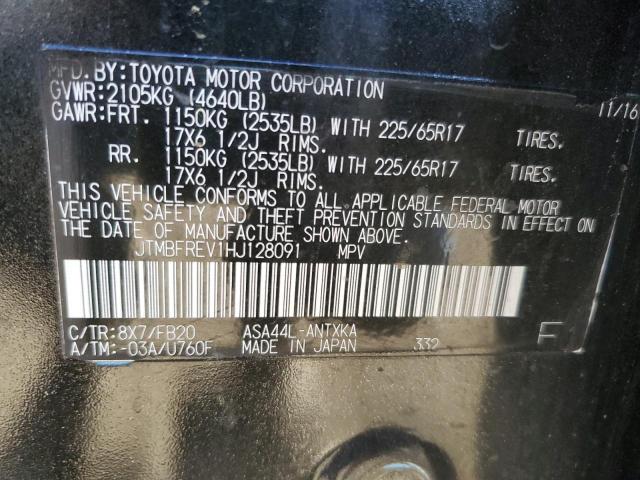 MFD. BY: TOYOTA MOTOR CORPORATION 11/16
GVWR: 2105KG (4640LB)
GAWR: FRT. 1150KG (2535LB) WITH 225/65R17 TIRES.
17X6 1/2J RIMS.
RR. 1150KG (2535LB) WITH 225/65R17 TIRES.
17X6 1/2J RIMS.
THIS VEHICLE CONFORMS TO ALL APPLICABLE FEDERAL MOTOR
VEHICLE SAFETY AND THEFT PREVENTION STANDARDS IN EFFECT ON
THE DATE OF MANUFACTURE SHOWN ABOVE.
JTMBFREV1HJ128091 MPV
C/TR: 8X7/FB20 ASA44L-ANTXKA
A/TM: -03A/U760F MADE IN JAPAN 332 F